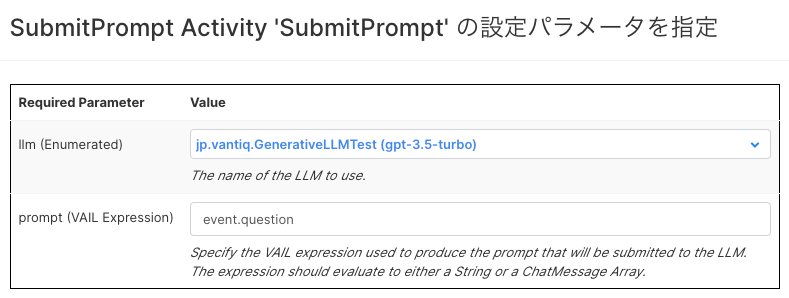 SubmitPrompt Activity 'SubmitPrompt' の設定パラメータを指定
Required Parameter Value
llm (Enumerated) jp.vantiq.GenerativeLLMTest (gpt-3.5-turbo)
The name of the LLM to use.
prompt (VAIL Expression) event.question
Specify the VAIL expression used to produce the prompt that will be submitted to the LLM.
The expression should evaluate to either a String or a ChatMessage Array.